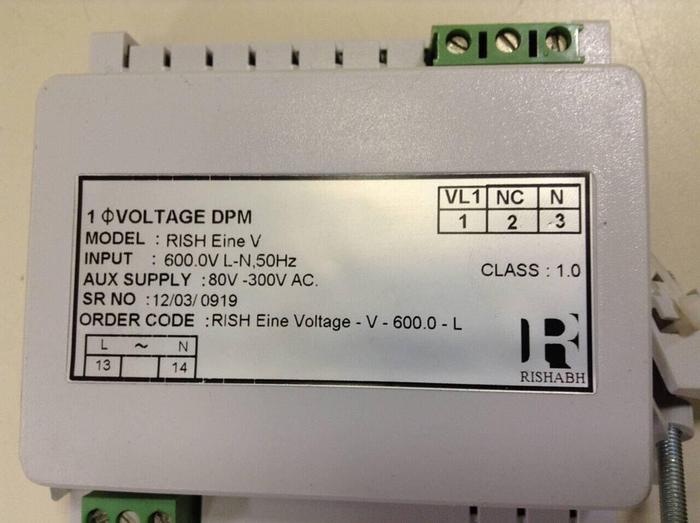 1 ΦVOLTAGE DPM
MODEL : RISH Eine V
INPUT : 600.0V L-N,50Hz
AUX SUPPLY : 80V -300V AC.
SR NO : 12/03/ 0919
ORDER CODE : RISH Eine Voltage - V - 600.0 - L
L ~ N
13 14
VL1 NC N
1 2 3
CLASS : 1.0
R
RISHABH